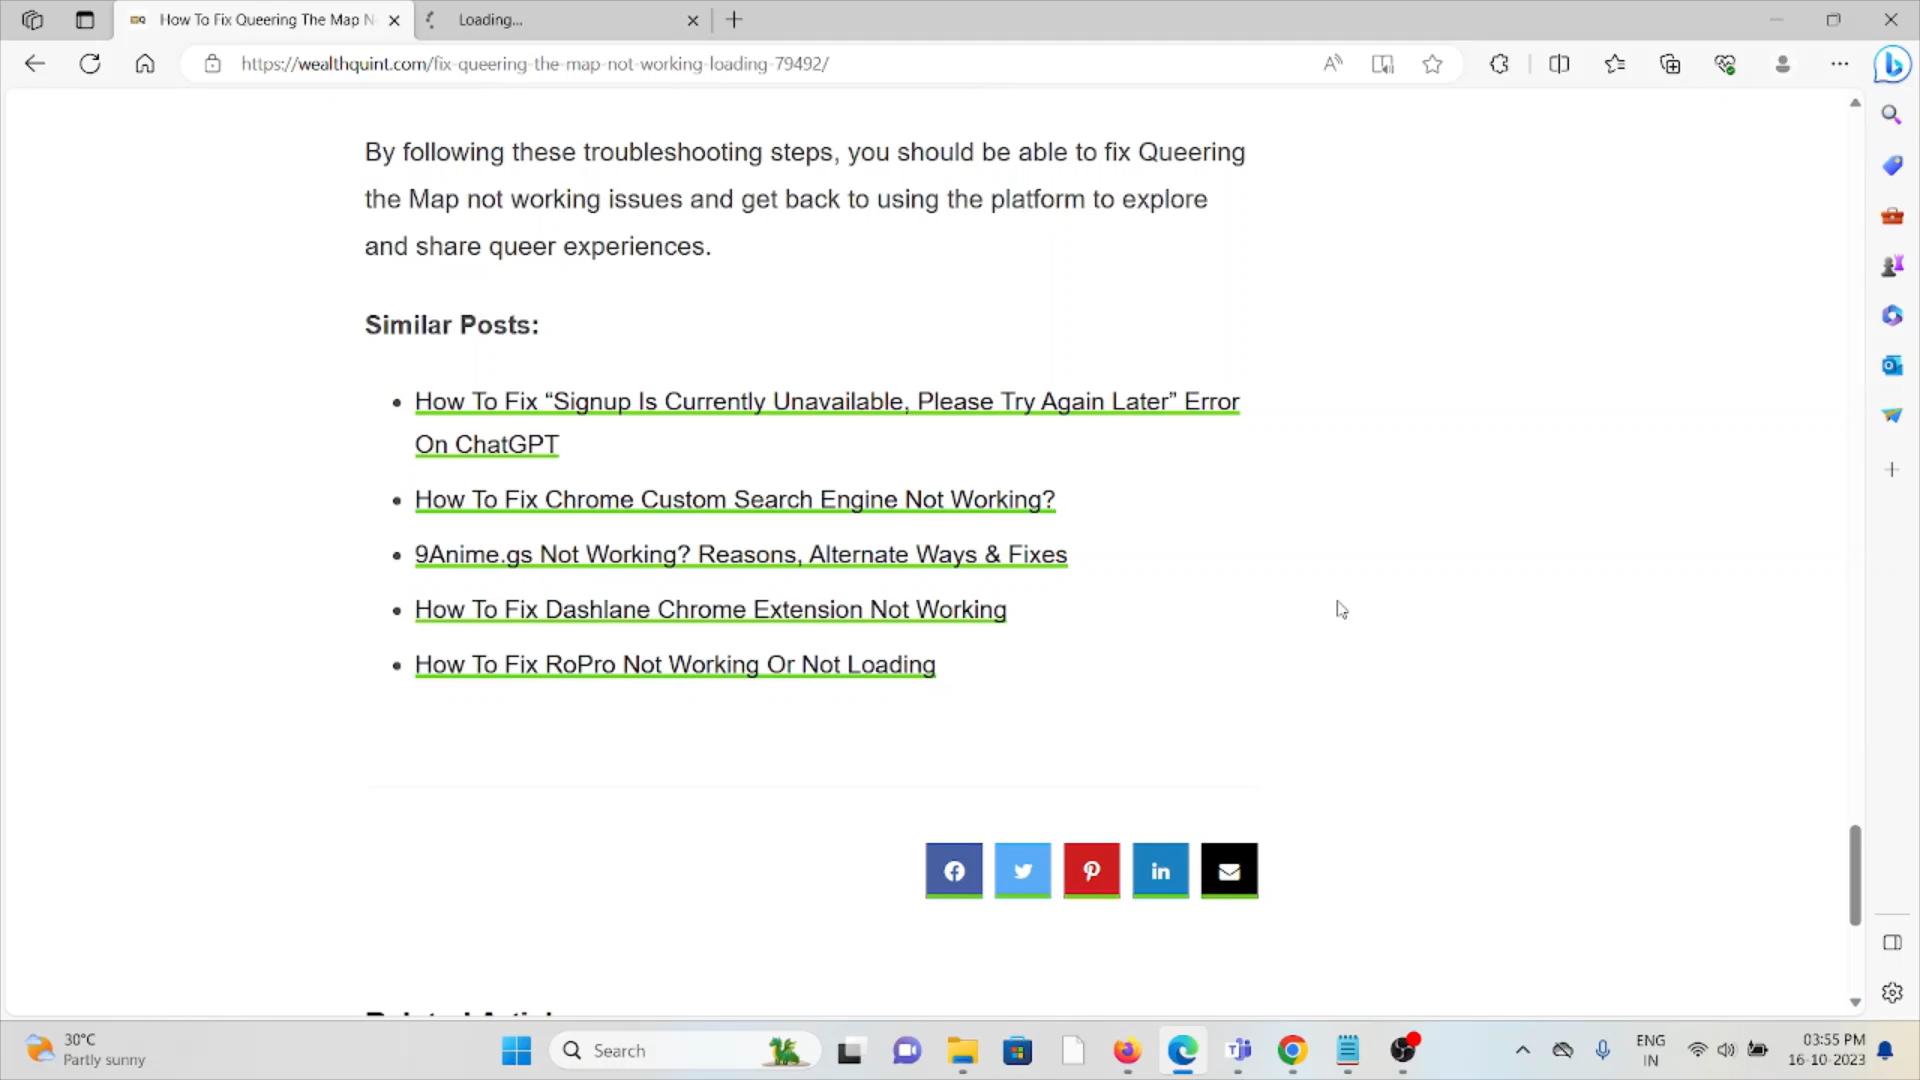 How To Fix Queering The Map N
Loading...
https://wealthquint.com/fix-queering-the-map-not-working-loading-79492/
By following these troubleshooting steps, you should be able to fix Queering
the Map not working issues and get back to using the platform to explore
and share queer experiences.
Similar Posts:
How To Fix “Signup Is Currently Unavailable, Please Try Again Later” Error
On ChatGPT
How To Fix Chrome Custom Search Engine Not Working?
9Anime.gs Not Working? Reasons, Alternate Ways & Fixes
How To Fix Dashlane Chrome Extension Not Working
How To Fix RoPro Not Working Or Not Loading
30°C
Partly sunny
Search
ENG
IN
03:55 PM
16-10-2023